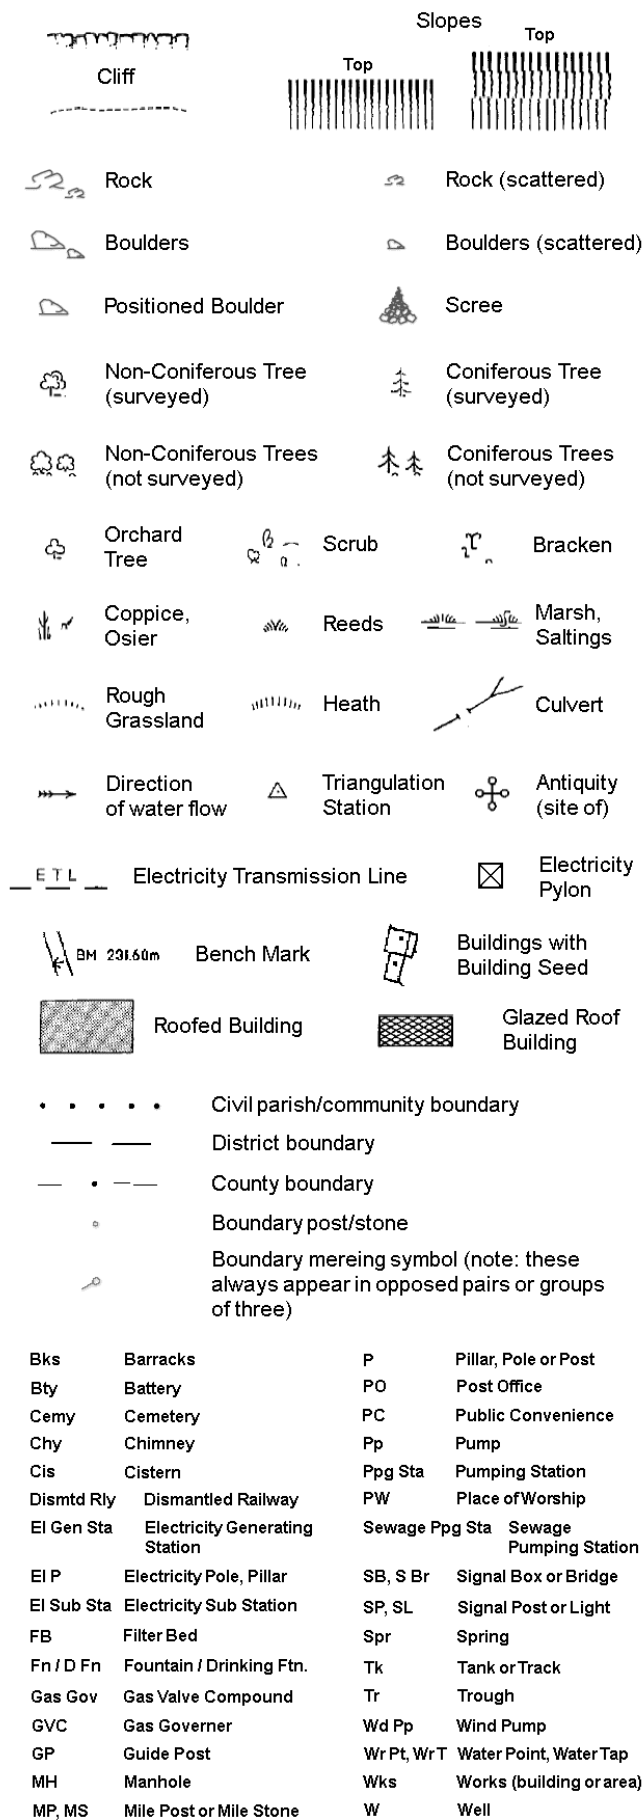 Slopes
Top
Top
Cliff
Rock
Rock (scattered)
Boulders
Boulders (scattered)
Positioned Boulder
Scree
Non-Coniferous Tree
(surveyed)
Coniferous Tree
(surveyed)
Non-Coniferous Trees
(not surveyed)
Coniferous Trees
(not surveyed)
Orchard
Tree
Scrub
Bracken
Coppice,
Osier
Reeds
Marsh,
Saltings
Rough
Grassland
Heath
Culvert
Direction
of water flow
Triangulation
Station
Antiquity
(site of)
E T L
Electricity Transmission Line
Electricity
Pylon
BM 231.60m
Bench Mark
Buildings with
Building Seed
Roofed Building
Glazed Roof
Building
Civil parish/community boundary
District boundary
County boundary
Boundary post/stone
Boundary mereing symbol (note: these
always appear in opposed pairs or groups
of three)
Bks Barracks
Bty Battery
Cemy Cemetery
Chy Chimney
Cis Cistern
Dismtd Rly Dismantled Railway
El Gen Sta Electricity Generating
Station
El P Electricity Pole, Pillar
El Sub Sta Electricity Sub Station
FB Filter Bed
Fn / D Fn Fountain / Drinking Ftn.
Gas Gov Gas Valve Compound
GVC Gas Governer
GP Guide Post
MH Manhole
MP, MS Mile Post or Mile Stone
P Pillar, Pole or Post
PO Post Office
PC Public Convenience
Pp Pump
Ppg Sta Pumping Station
PW Place of Worship
Sewage Ppg Sta Sewage
Pumping Station
SB, S Br Signal Box or Bridge
SP, SL Signal Post or Light
Spr Spring
Tk Tank or Track
Tr Trough
Wd Pp Wind Pump
Wr Pt, Wr T Water Point, Water Tap
Wks Works (building or area)
W Well